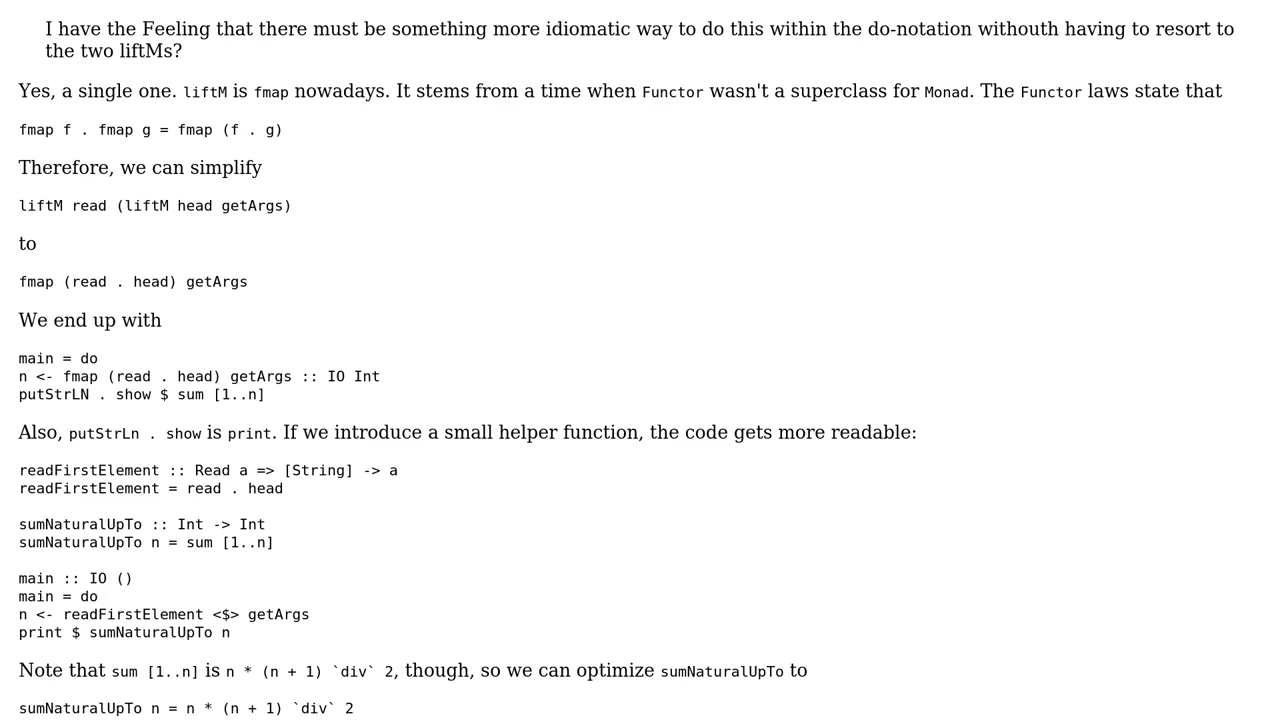 I have the Feeling that there must be something more idiomatic way to do this within the do-notation withouth having to resort to
the two liftMs?
Yes, a single one. liftM is fmap nowadays. It stems from a time when Functor wasn't a superclass for Monad. The Functor laws state that
fmap f . fmap g = fmap (f . g)
Therefore, we can simplify
liftM read (liftM head getArgs)
to
fmap (read . head) getArgs
We end up with
main = do
n <- fmap (read . head) getArgs :: IO Int
putStrLN . show $ sum [1..n]
Also, putStrLn . show is print. If we introduce a small helper function, the code gets more readable:
readFirstElement :: Read a => [String] -> a
readFirstElement = read . head
sumNaturalUpTo :: Int -> Int
sumNaturalUpTo n = sum [1..n]
main :: IO ()
main = do
n <- readFirstElement <$> getArgs
print $ sumNaturalUpTo n
Note that sum [1..n] is n * (n + 1) `div` 2, though, so we can optimize sumNaturalUpTo to
sumNaturalUpTo n = n * (n + 1) `div` 2